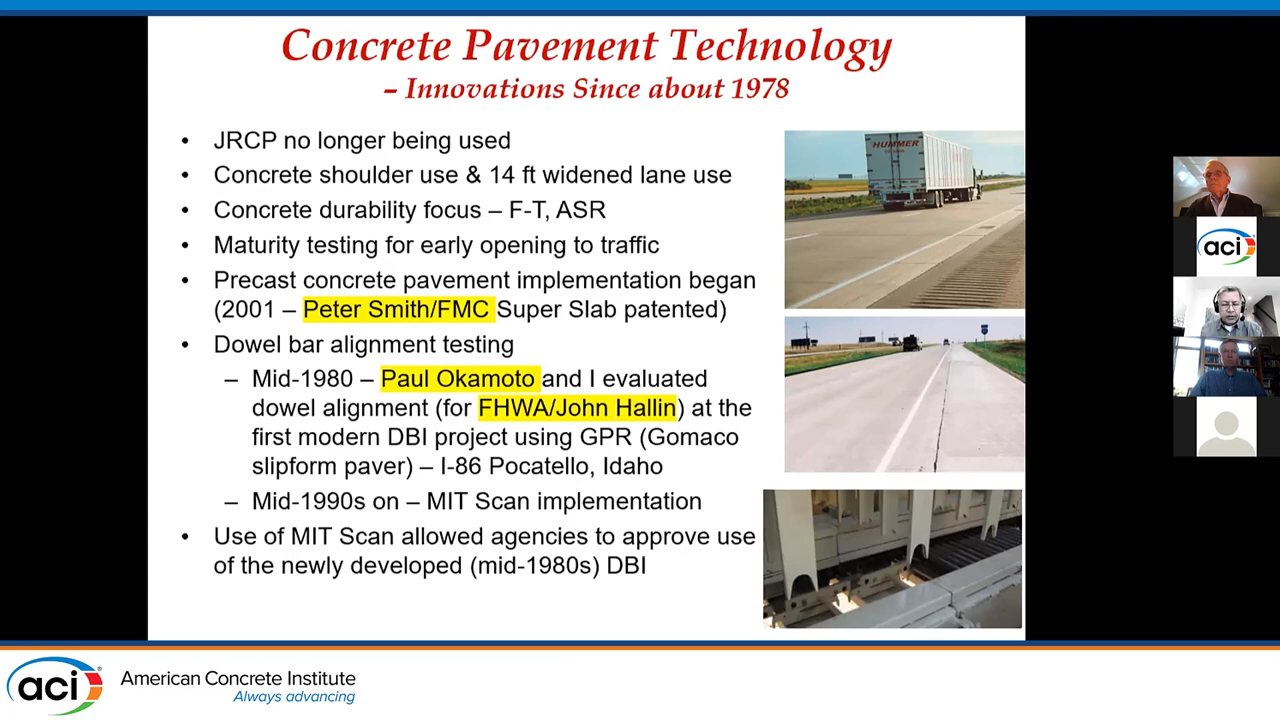 Concrete Pavement Technology
– Innovations Since about 1978
• JRCP no longer being used
• Concrete shoulder use & 14 ft widened lane use
• Concrete durability focus – F-T, ASR
• Maturity testing for early opening to traffic
• Precast concrete pavement implementation began
(2001 – Peter Smith/FMC Super Slab patented)
• Dowel bar alignment testing
– Mid-1980 – Paul Okamoto and I evaluated
dowel alignment (for FHWA/John Hallin) at the
first modern DBI project using GPR (Gomaco
slipform paver) – I-86 Pocatello, Idaho
– Mid-1990s on – MIT Scan implementation
• Use of MIT Scan allowed agencies to approve use
of the newly developed (mid-1980s) DBI
HUMMER
aci
aci®
American Concrete Institute
Always advancing